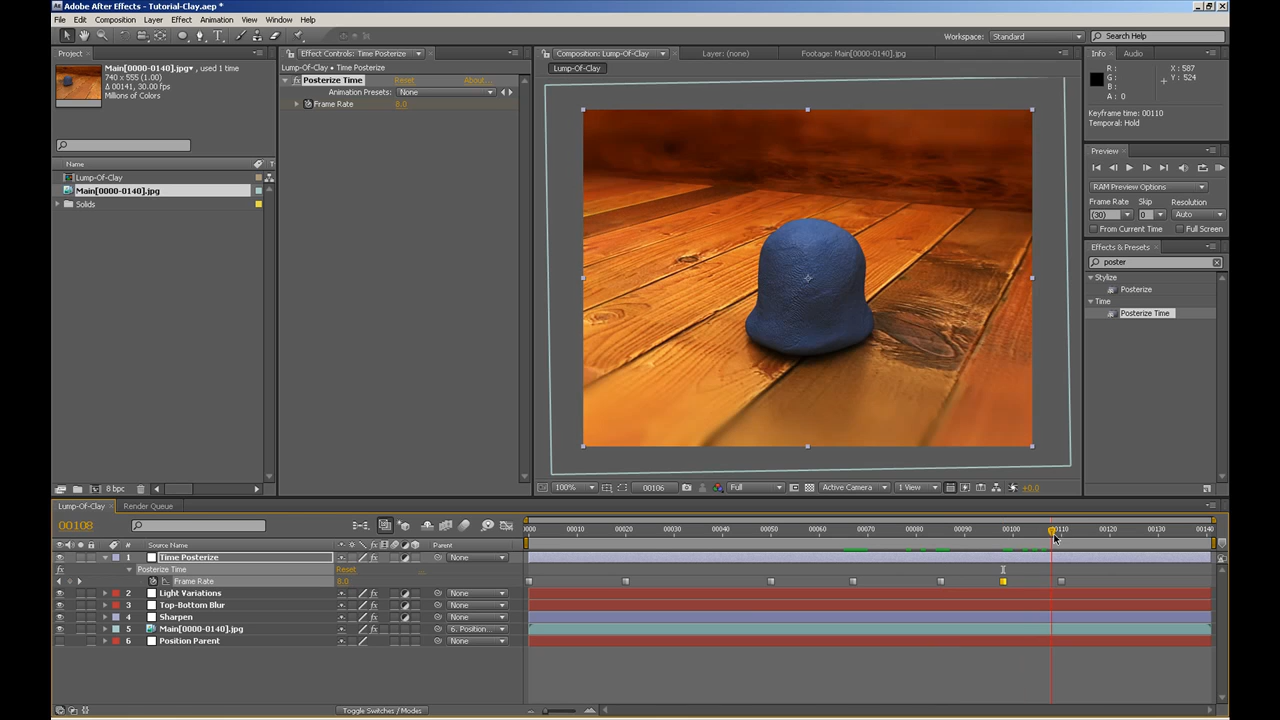 Adobe After Effects - Tutorial-Clay.aep *
File Edit Composition Layer Effect Animation View Window Help
Workspace: Standard Search Help
Project
Main[0000-0140].jpg▾, used 1 time
740 x 555 (1.00)
Δ 00141, 30.00 fps
Millions of Colors
Name
Lump-Of-Clay
Main[0000-0140].jpg
Solids
8 bpc
Effect Controls: Time Posterize
Lump-Of-Clay • Time Posterize
Posterize Time Reset About...
Animation Presets: None
Frame Rate 8.0
Composition: Lump-Of-Clay Layer: (none) Footage: Main[0000-0140].jpg
Lump-Of-Clay
100% 00106 Full Active Camera 1 View +0.0
Info Audio
R : X : 587
G : Y : 524
B :
A : 0
Keyframe time: 00110
Temporal: Hold
Preview
RAM Preview Options
Frame Rate Skip Resolution
(30) 0 Auto
From Current Time Full Screen
Effects & Presets
poster
Stylize
Posterize
Time
Posterize Time
Lump-Of-Clay Render Queue
00108
0000 00010 00020 00030 00040 00050 00060 00070 00080 00090 00100 00110 00120 00130 00140
# Source Name Parent
1 Time Posterize None
Posterize Time Reset
Frame Rate 8.0
2 Light Variations None
3 Top-Bottom Blur None
4 Sharpen None
5 Main[0000-0140].jpg 6. Position...
6 Position Parent None
Toggle Switches / Modes